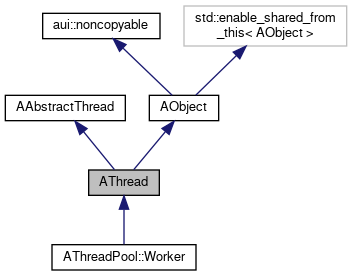 aui::noncopyable
std::enable_shared_from
_this< AObject >
AAbstractThread
AObject
AThread
AThreadPool::Worker